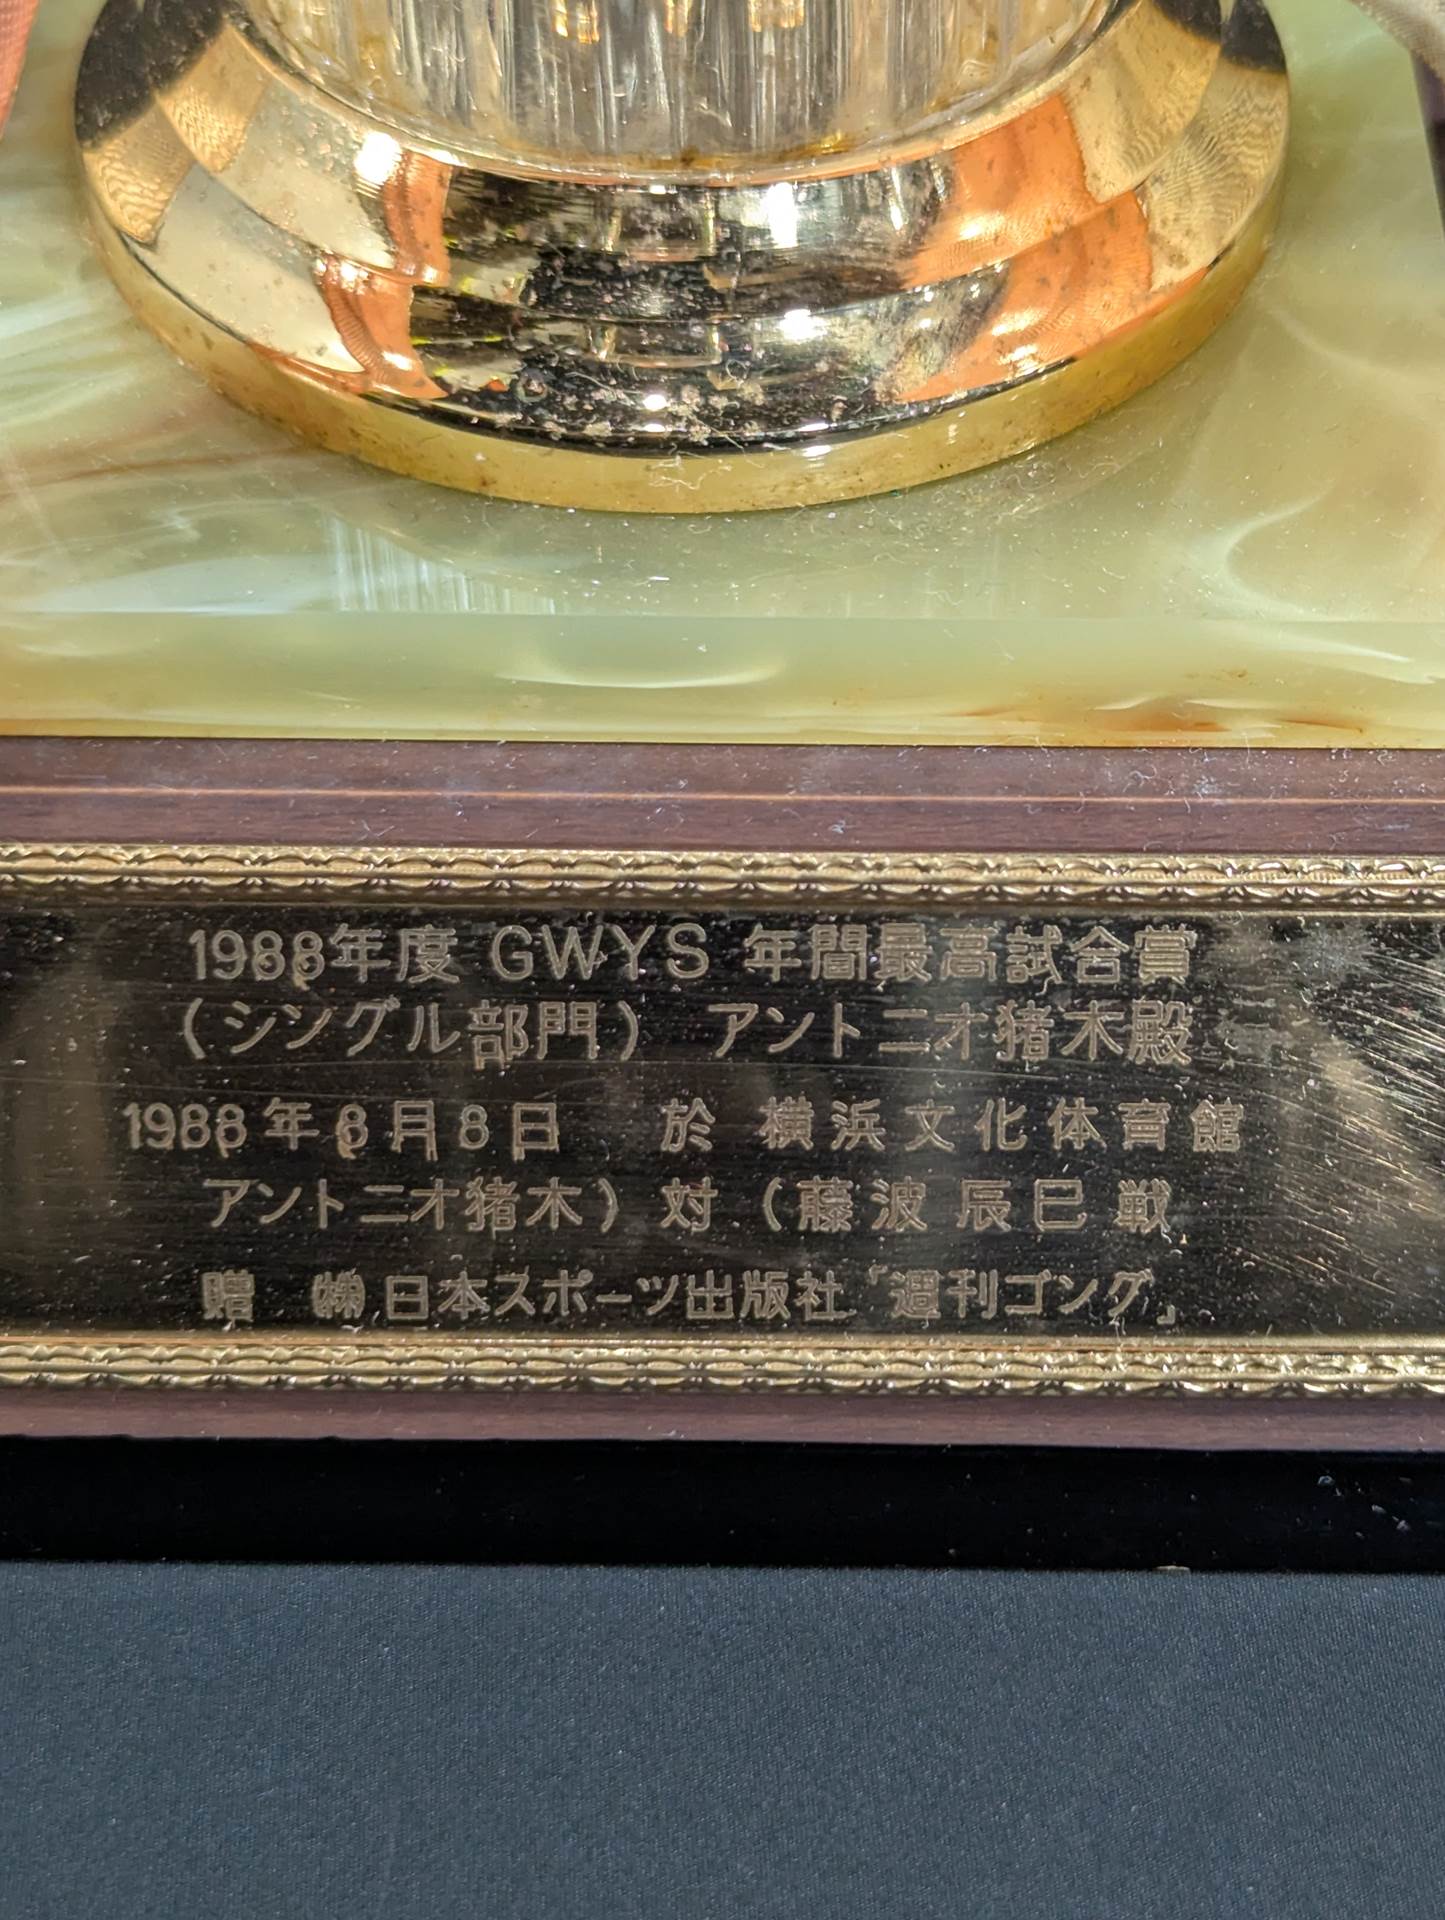 1988年度 GWYS 年間最高試合賞
（シングル部門） アントニオ猪木殿
1988年8月8日 於 横浜文化体育館
アントニオ猪木）対（藤波辰巳 戦
贈 ㈱日本スポーツ出版社「週刊ゴング」